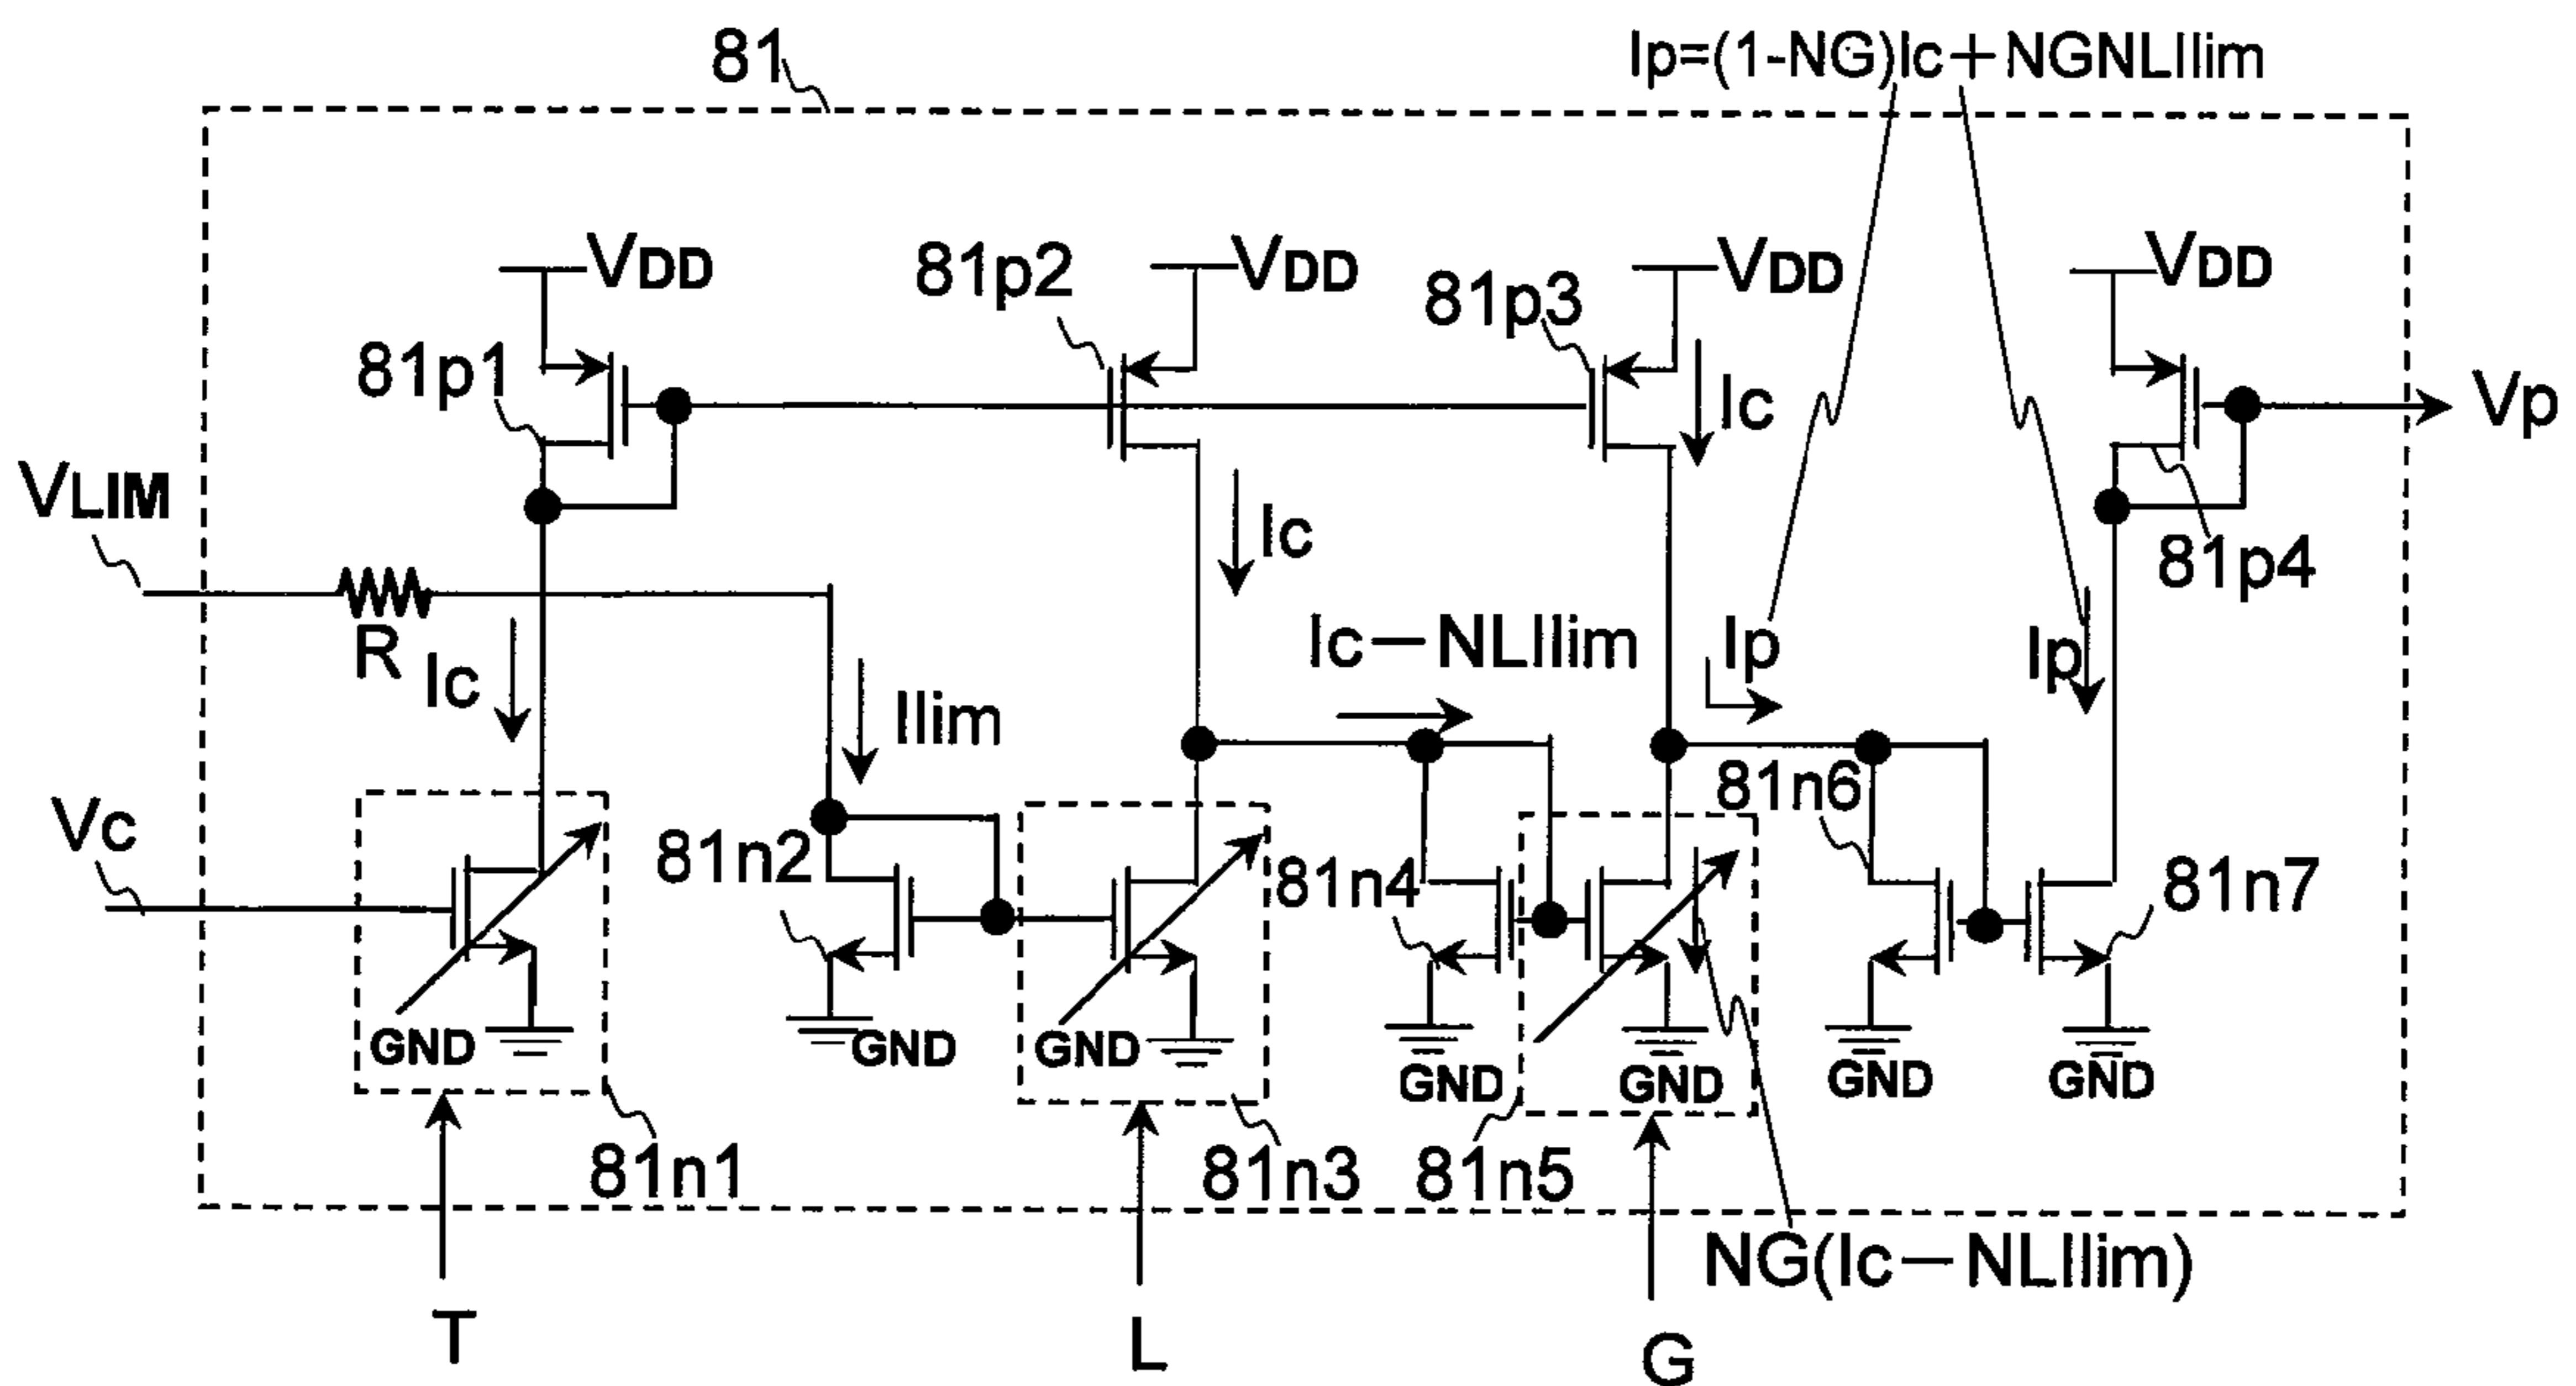 81
Ip=(1-NG)Ic+NGNLIlim
VDD
VDD
VDD
VDD
81p2
81p3
81p1
Ic
Vp
VLIM
Ic
81p4
R
Ic
Ic−NLIlim
Ip
Ip
Ilim
81n6
Vc
81n2
81n4
81n7
GND
GND
GND
GND
GND
GND
GND
81n1
81n3
81n5
NG(Ic−NLIlim)
T
L
G